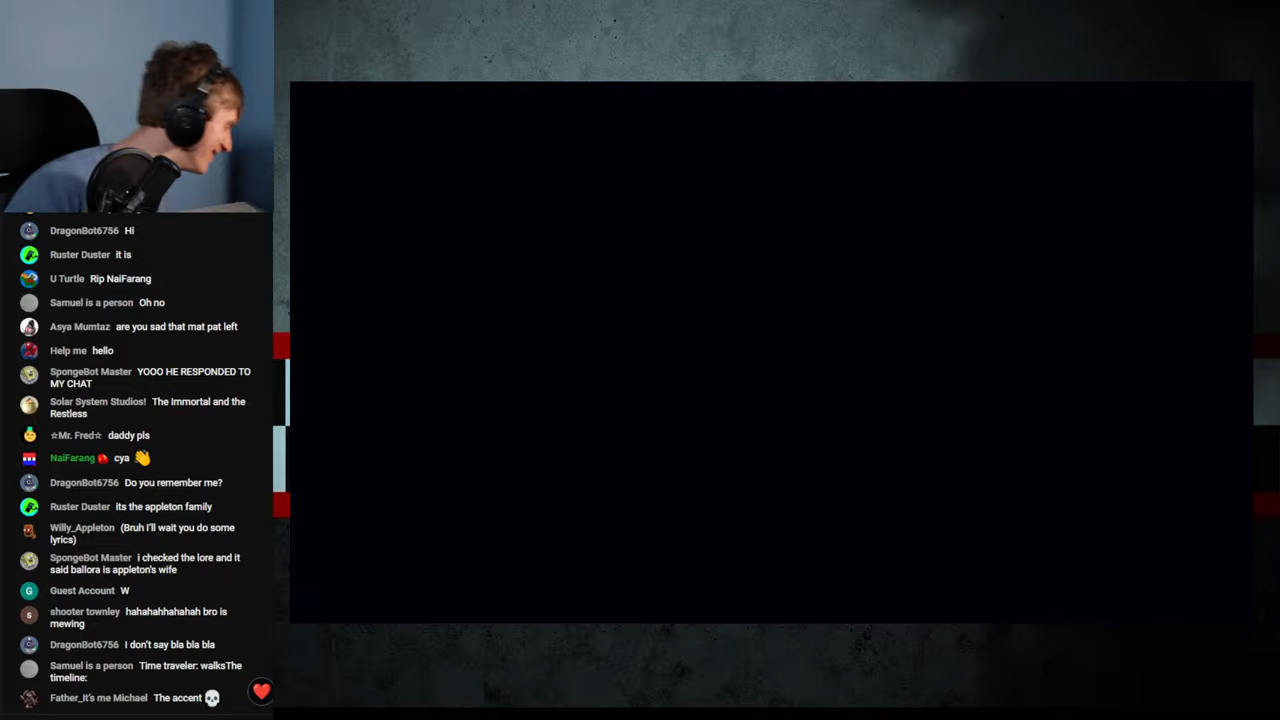 DragonBot6756 Hi
Ruster Duster it is
U Turtle Rip NaiFarang
Samuel is a person Oh no
Asya Mumtaz are you sad that mat pat left
Help me hello
SpongeBot Master YOOO HE RESPONDED TO
MY CHAT
Solar System Studios! The Immortal and the
Restless
☆Mr. Fred☆ daddy pls
NaiFarang cya 👋
DragonBot6756 Do you remember me?
Ruster Duster its the appleton family
Willy_Appleton (Bruh I'll wait you do some
lyrics)
SpongeBot Master i checked the lore and it
said ballora is appleton's wife
G Guest Account W
s shooter townley hahahahhahahah bro is
mewing
DragonBot6756 I don't say bla bla bla
Samuel is a person Time traveler: walksThe
timeline:
Father_It's me Michael The accent 💀